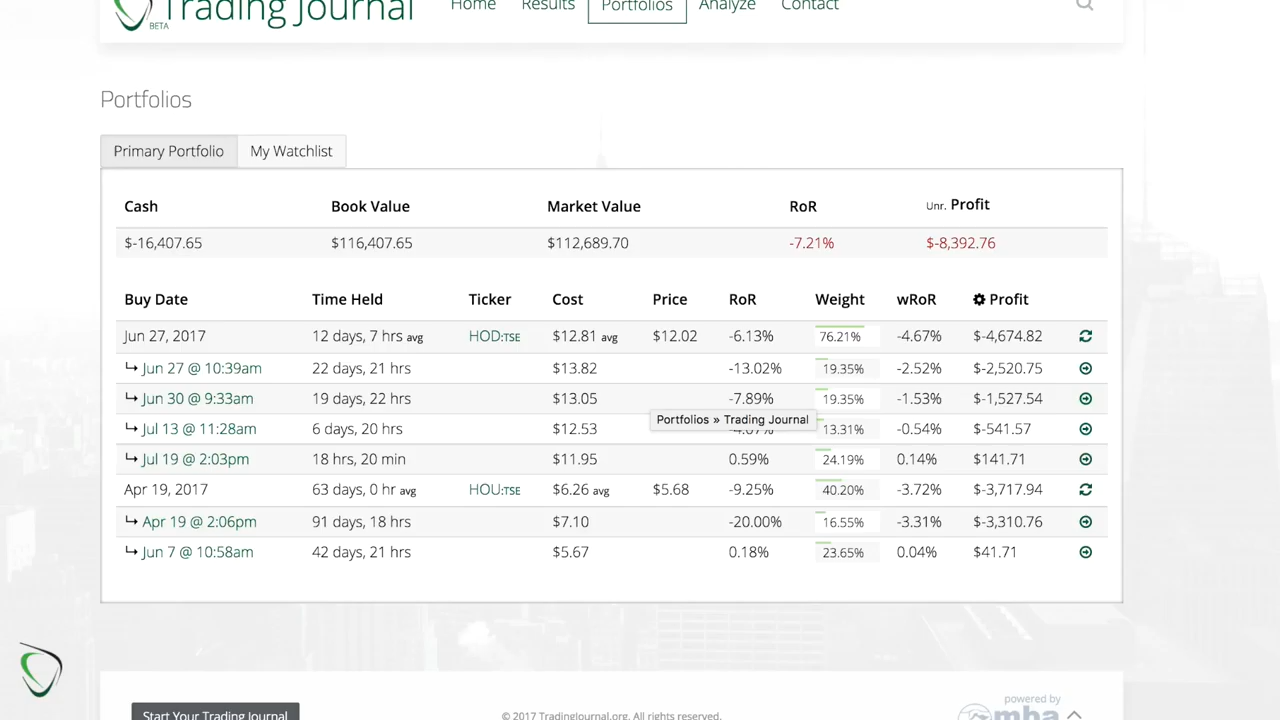 Trading Journal
BETA
Home Results Portfolios Analyze Contact
Portfolios
Primary Portfolio My Watchlist
Cash Book Value Market Value RoR Unr. Profit
$-16,407.65 $116,407.65 $112,689.70 -7.21% $-8,392.76
Buy Date Time Held Ticker Cost Price RoR Weight wRoR Profit
Jun 27, 2017 12 days, 7 hrs avg HOD:TSE $12.81 avg $12.02 -6.13% 76.21% -4.67% $-4,674.82
Jun 27 @ 10:39am 22 days, 21 hrs $13.82 -13.02% 19.35% -2.52% $-2,520.75
Jun 30 @ 9:33am 19 days, 22 hrs $13.05 -7.89% 19.35% -1.53% $-1,527.54
Portfolios » Trading Journal
Jul 13 @ 11:28am 6 days, 20 hrs $12.53 13.31% -0.54% $-541.57
Jul 19 @ 2:03pm 18 hrs, 20 min $11.95 0.59% 24.19% 0.14% $141.71
Apr 19, 2017 63 days, 0 hr avg HOU:TSE $6.26 avg $5.68 -9.25% 40.20% -3.72% $-3,717.94
Apr 19 @ 2:06pm 91 days, 18 hrs $7.10 -20.00% 16.55% -3.31% $-3,310.76
Jun 7 @ 10:58am 42 days, 21 hrs $5.67 0.18% 23.65% 0.04% $41.71
Start Your Trading Journal
© 2017 TradingJournal.org. All rights reserved.
powered by
mba